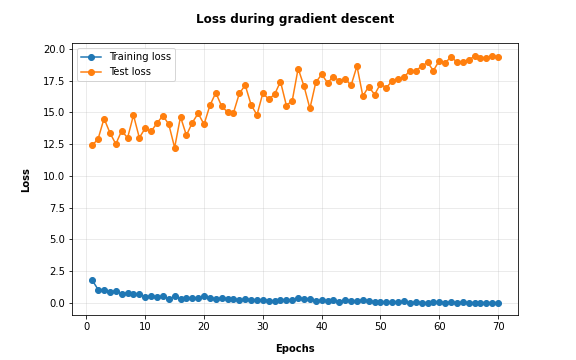 Loss during gradient descent
Training loss
Test loss
20.0
17.5
15.0
12.5
10.0
7.5
5.0
2.5
0.0
Loss
0 10 20 30 40 50 60 70
Epochs